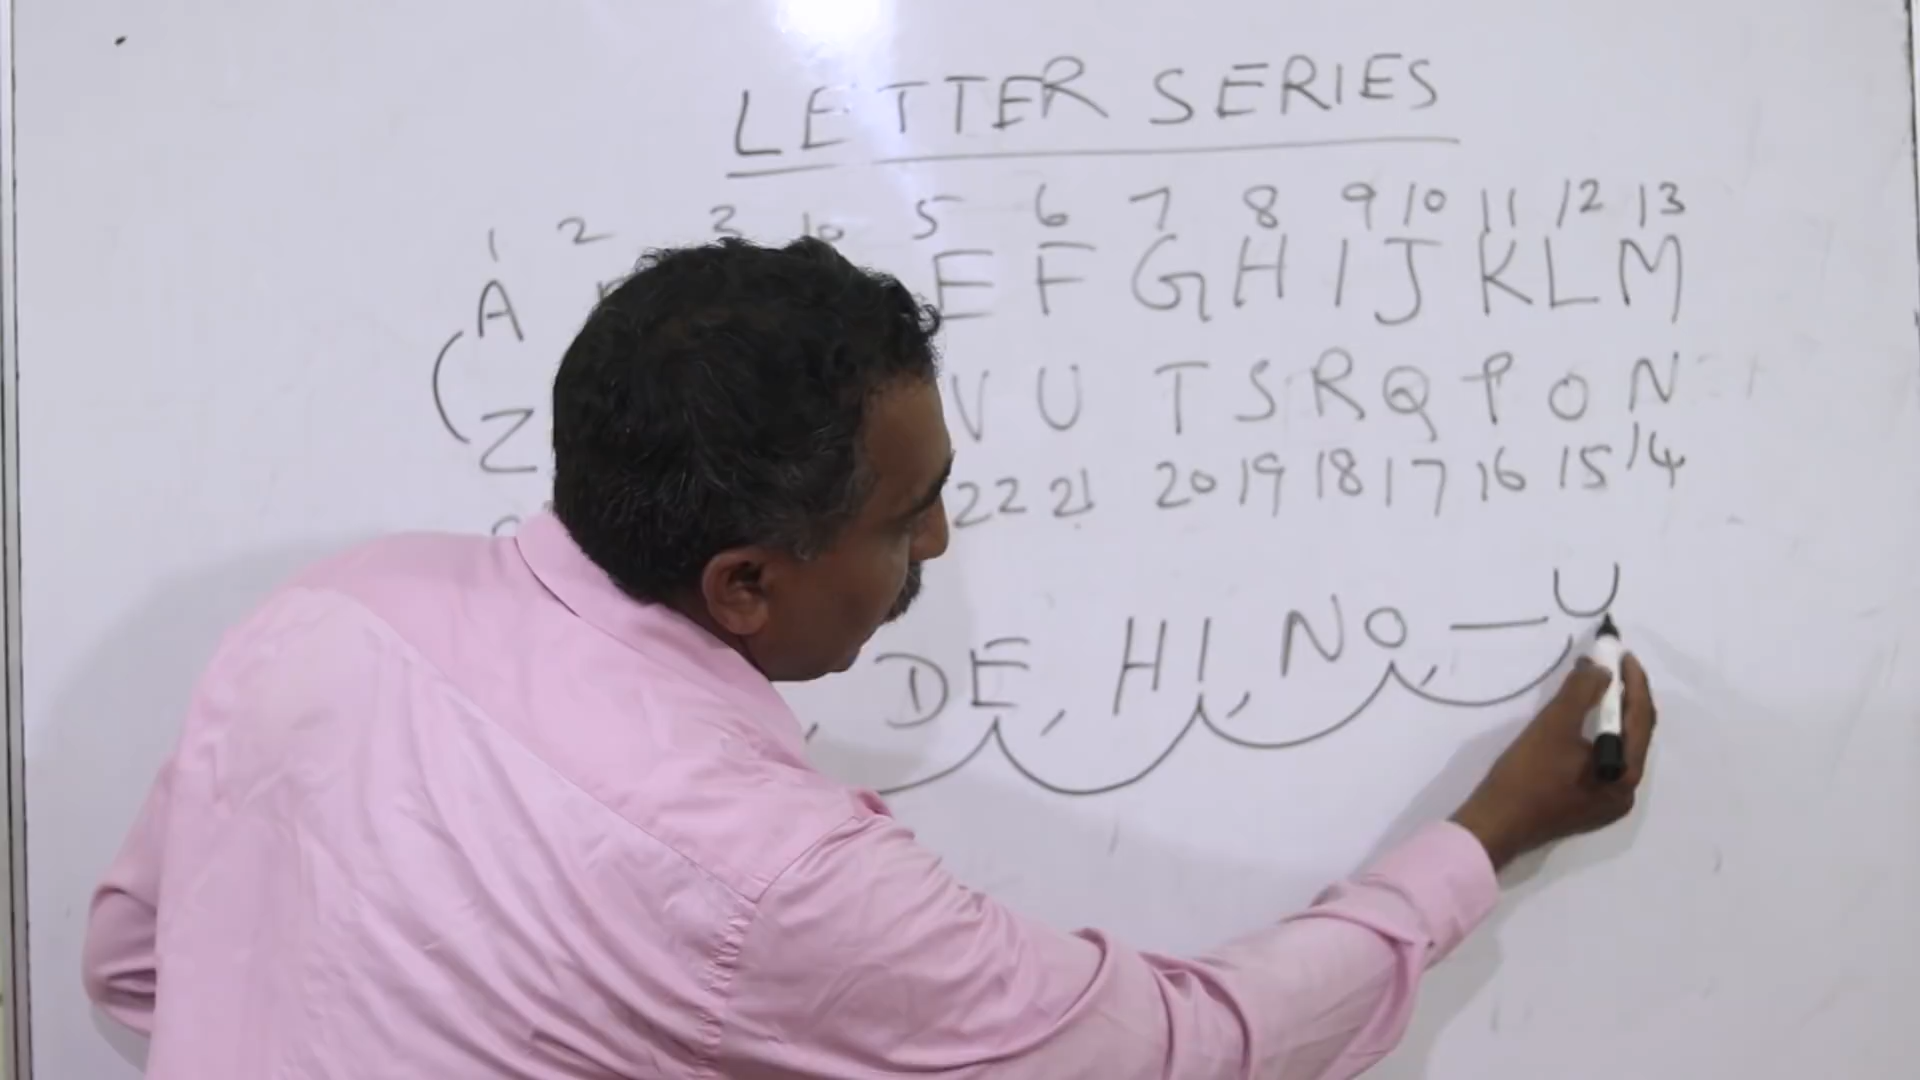 LETTER SERIES
1 2 3 5 6 7 8 9 10 11 12 13
A E F G H I J K L M
Z V U T S R Q P O N
22 21 20 19 18 17 16 15 14
, DE, HI, NO, — U